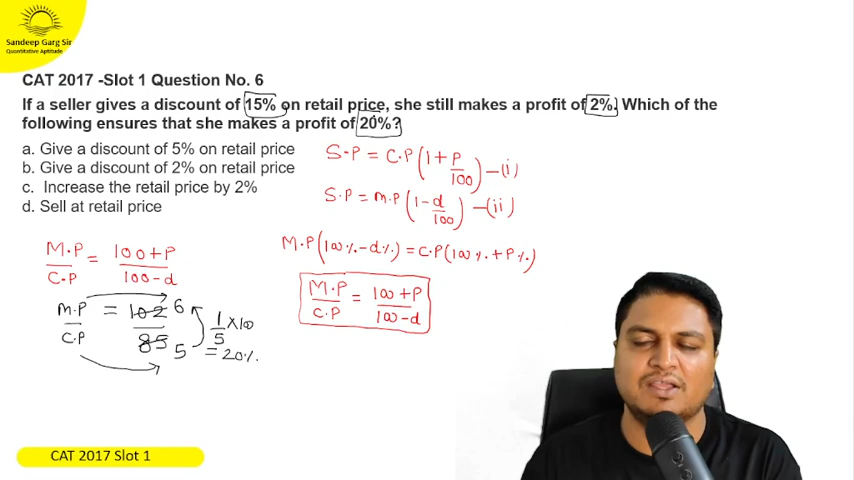 Sandeep Garg Sir
Quantitative Aptitude
CAT 2017 -Slot 1 Question No. 6
If a seller gives a discount of 15% on retail price, she still makes a profit of 2%. Which of the
following ensures that she makes a profit of 20%?
a. Give a discount of 5% on retail price
b. Give a discount of 2% on retail price
c. Increase the retail price by 2%
d. Sell at retail price
S.P = C.P (1 + P/100) —(i)
S.P = M.P (1 - d/100) —(ii)
M.P (100% - d%) = C.P (100% + P%)
M.P/C.P = 100 + P/100 - d
M.P/C.P = 100 + P/100 - d
M.P/C.P = 102/85 6/5
1/5 × 100
= 20%.
CAT 2017 Slot 1